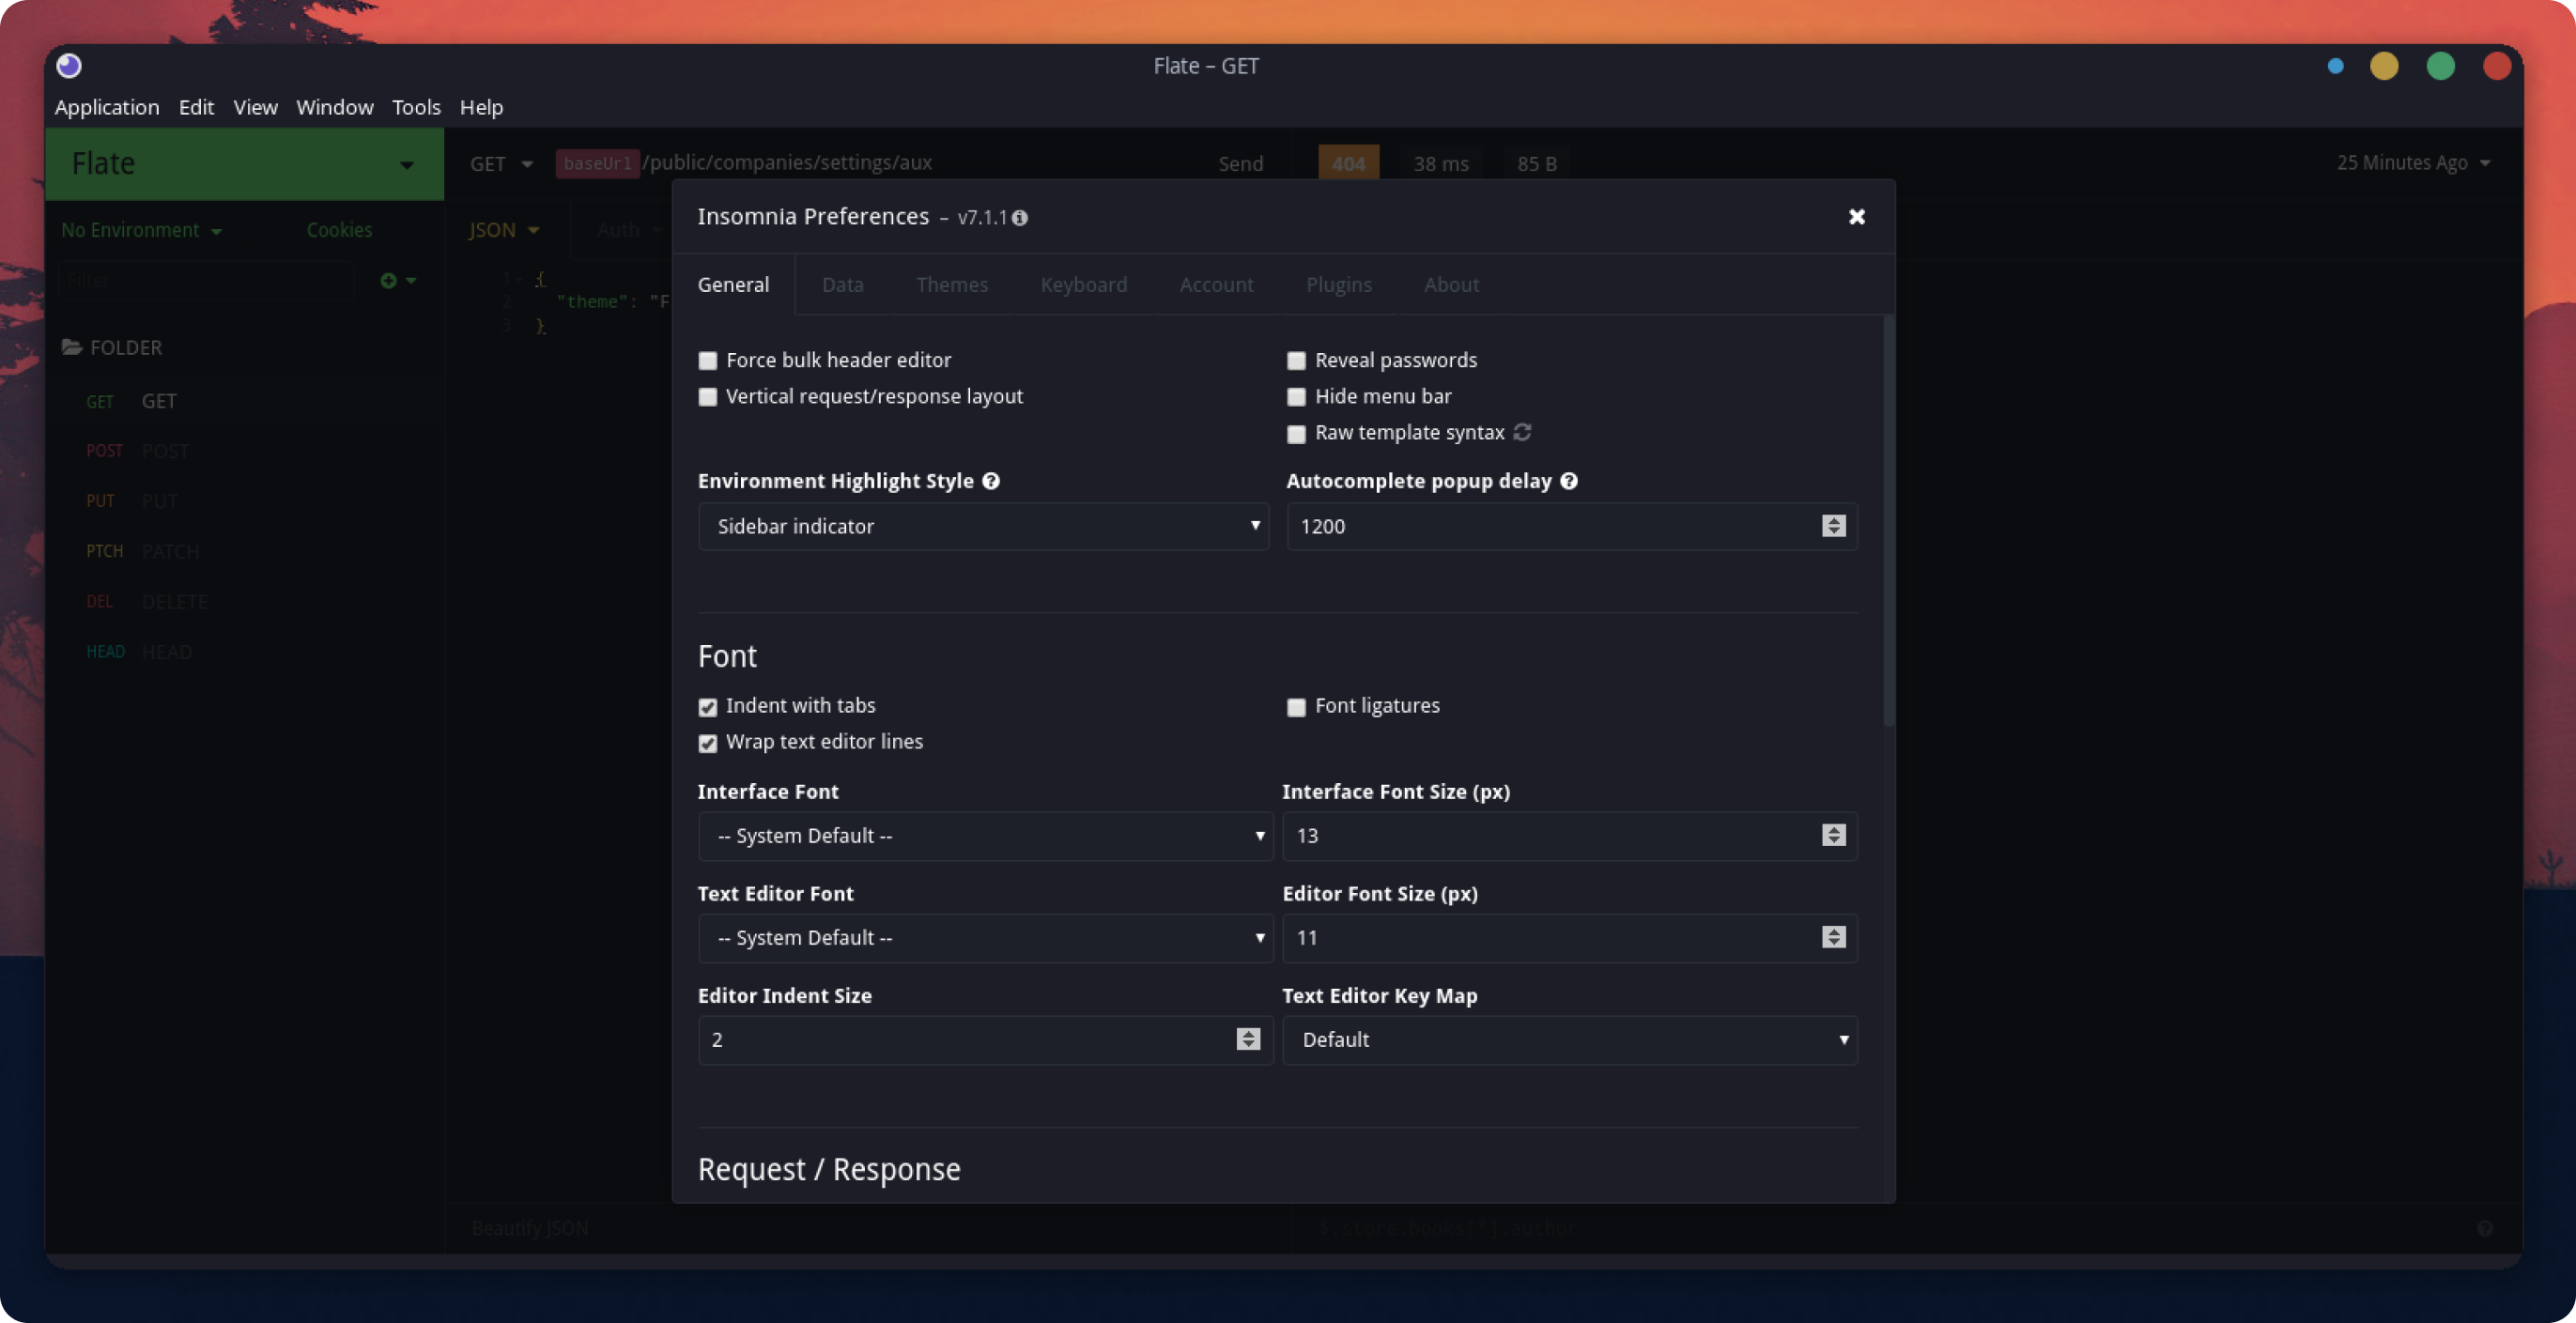 Flate – GET
Application Edit View Window Tools Help
Flate
GET baseUrl /public/companies/settings/aux Send 404 38 ms 85 B 25 Minutes Ago
No Environment Cookies
JSON Auth
Filter
1 {
2 "theme": "F
3 }
FOLDER
GET GET
POST POST
PUT PUT
PTCH PATCH
DEL DELETE
HEAD HEAD
Insomnia Preferences – v7.1.1
General Data Themes Keyboard Account Plugins About
Force bulk header editor Reveal passwords
Vertical request/response layout Hide menu bar
Raw template syntax
Environment Highlight Style Autocomplete popup delay
Sidebar indicator 1200
Font
Indent with tabs Font ligatures
Wrap text editor lines
Interface Font Interface Font Size (px)
-- System Default -- 13
Text Editor Font Editor Font Size (px)
-- System Default -- 11
Editor Indent Size Text Editor Key Map
2 Default
Request / Response
Beautify JSON $.store.books[*].author